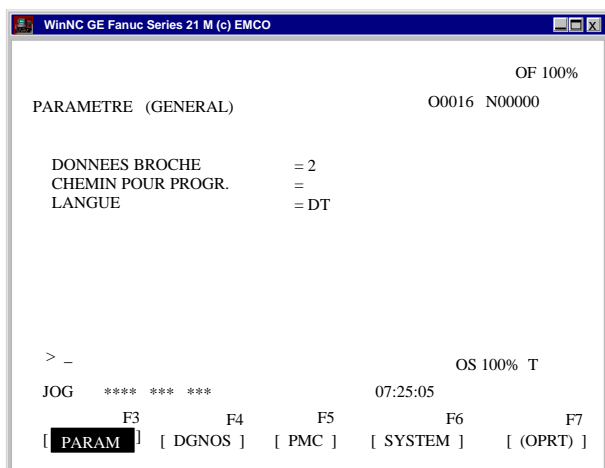 WinNC GE Fanuc Series 21 M (c) EMCO
OF 100%
PARAMETRE (GENERAL) O0016 N00000
DONNEES BROCHE = 2
CHEMIN POUR PROGR. =
LANGUE = DT
> _
OS 100% T
JOG **** *** *** 07:25:05
F3 F4 F5 F6 F7
[ PARAM ] [ DGNOS ] [ PMC ] [ SYSTEM ] [ (OPRT) ]